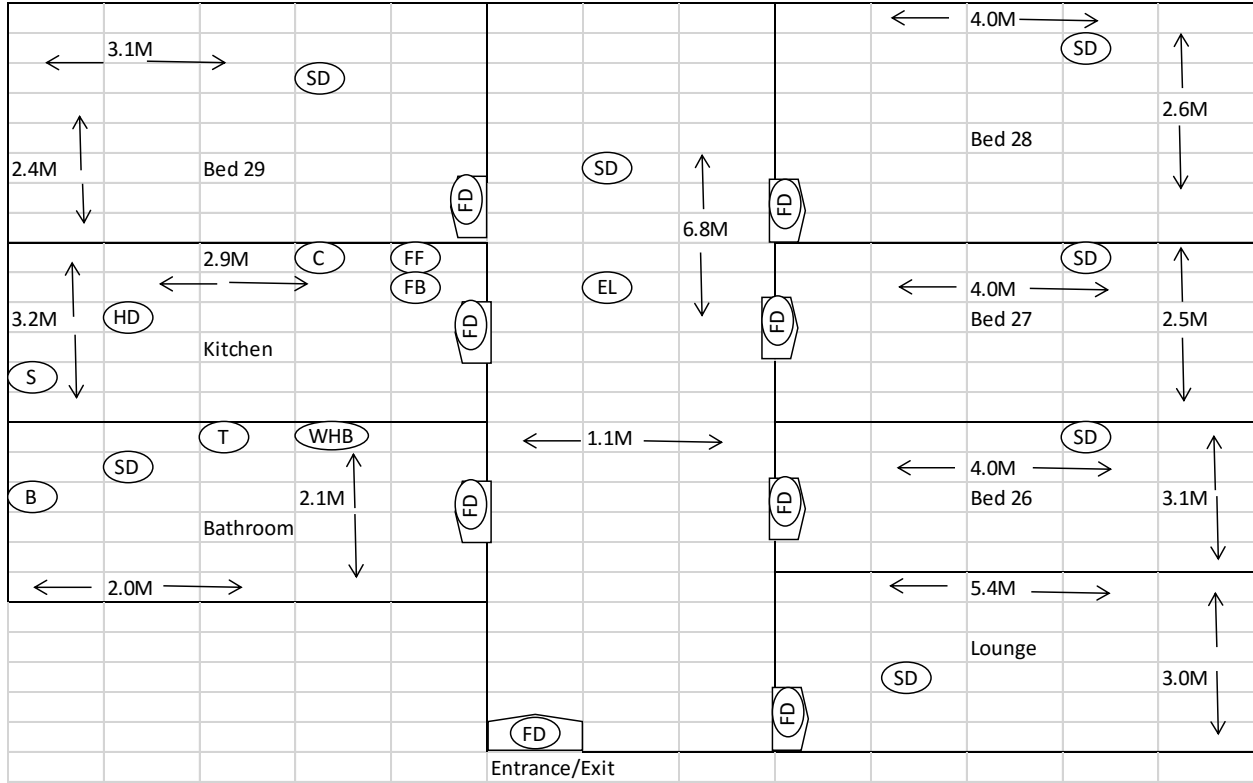 4.0M
3.1M
SD
SD
2.6M
Bed 28
2.4M
Bed 29
SD
FD
FD
6.8M
2.9M
C
FF
SD
FB
EL
4.0M
3.2M
HD
FD
FD
Bed 27
2.5M
Kitchen
S
T
WHB
1.1M
SD
SD
4.0M
B
2.1M
FD
FD
Bed 26
3.1M
Bathroom
2.0M
5.4M
Lounge
SD
3.0M
FD
FD
Entrance/Exit